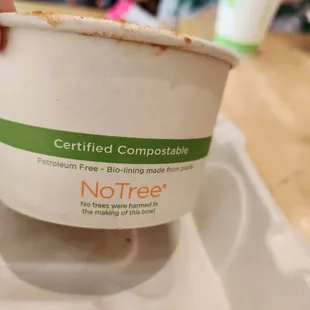 Certified Compostable
Petroleum Free - Bio-lining made from plants
NoTree®
No trees were harmed in
the making of this bowl